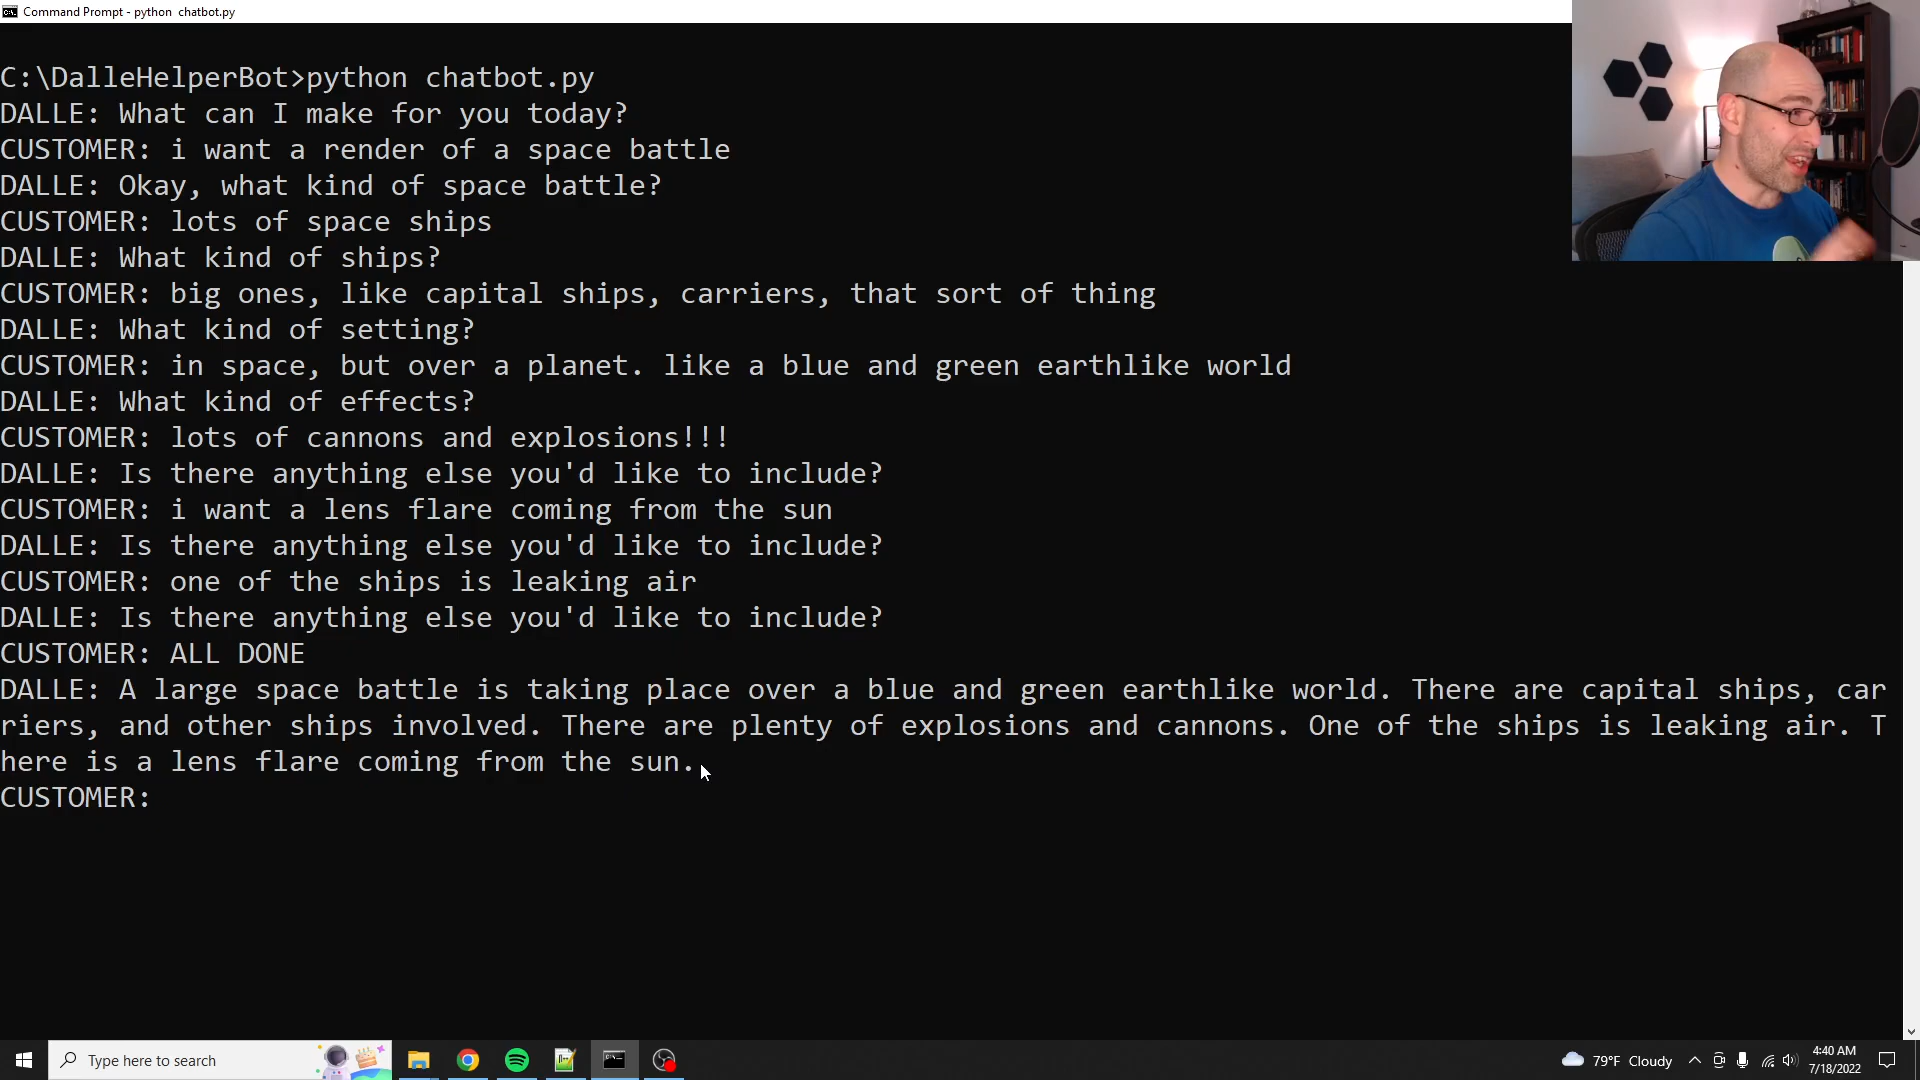 Command Prompt - python  chatbot.py
C:\DalleHelperBot>python chatbot.py
DALLE: What can I make for you today?
CUSTOMER: i want a render of a space battle
DALLE: Okay, what kind of space battle?
CUSTOMER: lots of space ships
DALLE: What kind of ships?
CUSTOMER: big ones, like capital ships, carriers, that sort of thing
DALLE: What kind of setting?
CUSTOMER: in space, but over a planet. like a blue and green earthlike world
DALLE: What kind of effects?
CUSTOMER: lots of cannons and explosions!!!
DALLE: Is there anything else you'd like to include?
CUSTOMER: i want a lens flare coming from the sun
DALLE: Is there anything else you'd like to include?
CUSTOMER: one of the ships is leaking air
DALLE: Is there anything else you'd like to include?
CUSTOMER: ALL DONE
DALLE: A large space battle is taking place over a blue and green earthlike world. There are capital ships, car
riers, and other ships involved. There are plenty of explosions and cannons. One of the ships is leaking air. T
here is a lens flare coming from the sun.
CUSTOMER:
Type here to search
79°F Cloudy
4:40 AM
7/18/2022